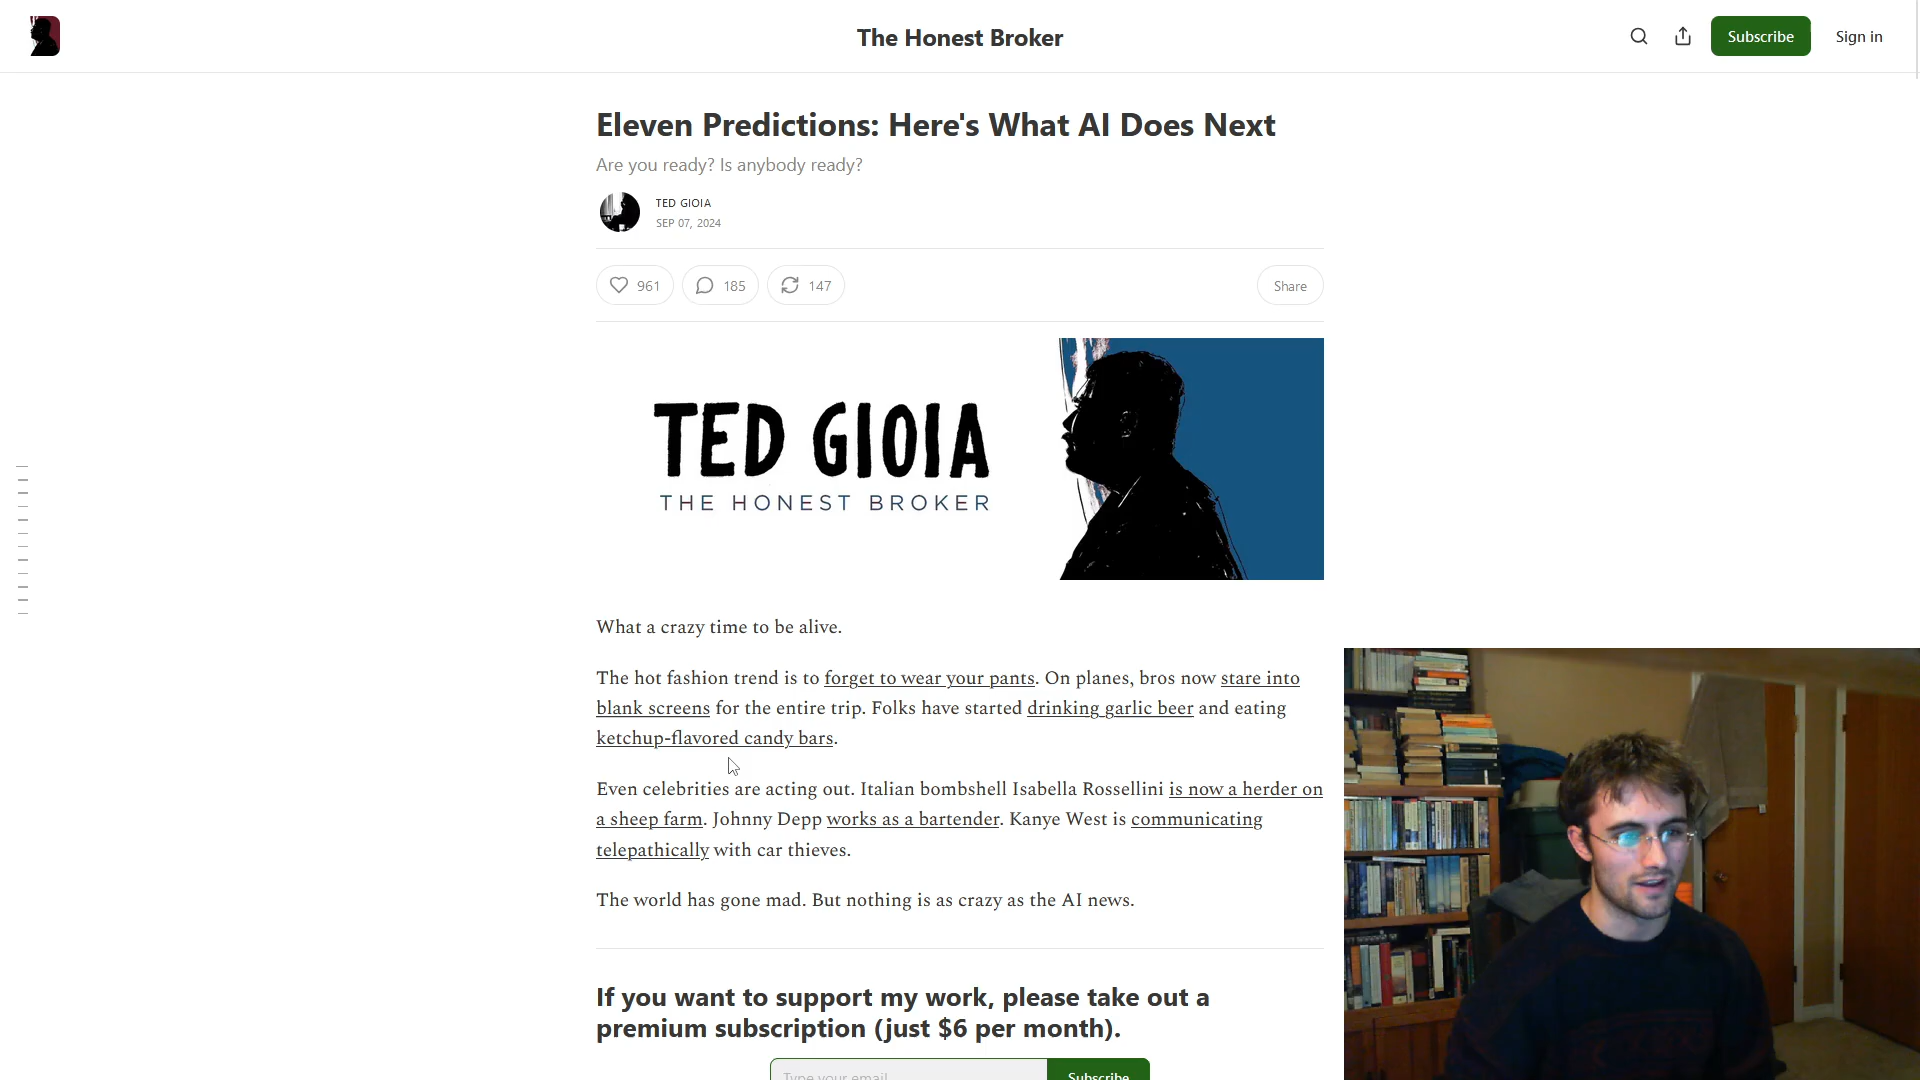 The Honest Broker
Subscribe
Sign in
Eleven Predictions: Here's What AI Does Next
Are you ready? Is anybody ready?
TED GIOIA
SEP 07, 2024
961
185
147
Share
TED GIOIA
THE HONEST BROKER
What a crazy time to be alive.
The hot fashion trend is to forget to wear your pants. On planes, bros now stare into
blank screens for the entire trip. Folks have started drinking garlic beer and eating
ketchup-flavored candy bars.
Even celebrities are acting out. Italian bombshell Isabella Rossellini is now a herder on
a sheep farm. Johnny Depp works as a bartender. Kanye West is communicating
telepathically with car thieves.
The world has gone mad. But nothing is as crazy as the AI news.
If you want to support my work, please take out a
premium subscription (just $6 per month).
Type your email
Subscribe